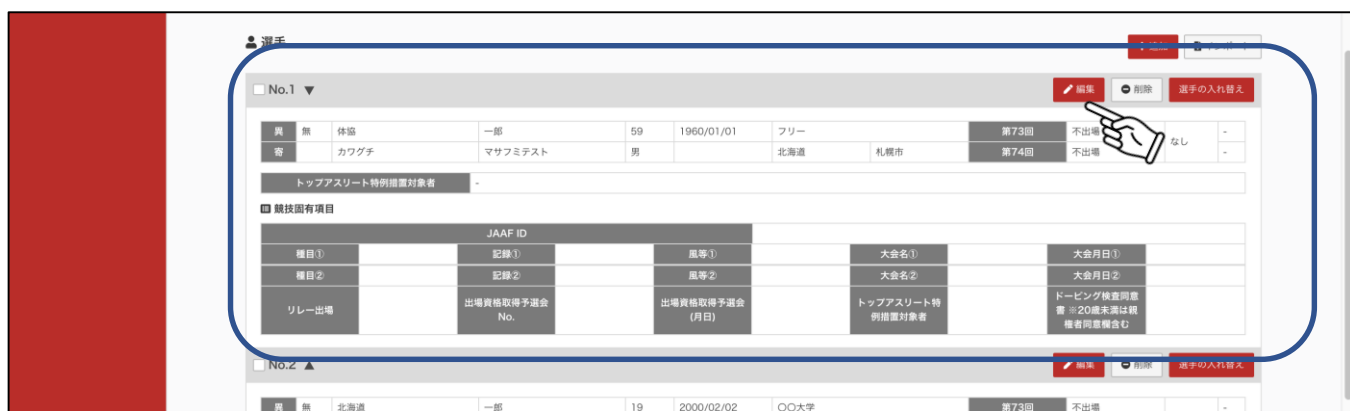 選手
No.1 ▼ 編集 削除 選手の入れ替え
異 無 体協 一郎 59 1960/01/01 フリー 第73回 不出場 なし -
寄 カワグチ マサフミテスト 男 北海道 札幌市 第74回 不出場 -
トップアスリート特例措置対象者 -
競技固有項目
JAAF ID
種目① 記録① 風等① 大会名① 大会月日①
種目② 記録② 風等② 大会名② 大会月日②
リレー出場 出場資格取得予選会 No. 出場資格取得予選会 (月日) トップアスリート特例措置対象者 ドーピング検査同意書 ※20歳未満は親権者同意欄含む
No.2 ▲ 編集 削除 選手の入れ替え
異 無 北海道 一郎 19 2000/02/02 〇〇大学 第73回 不出場 -